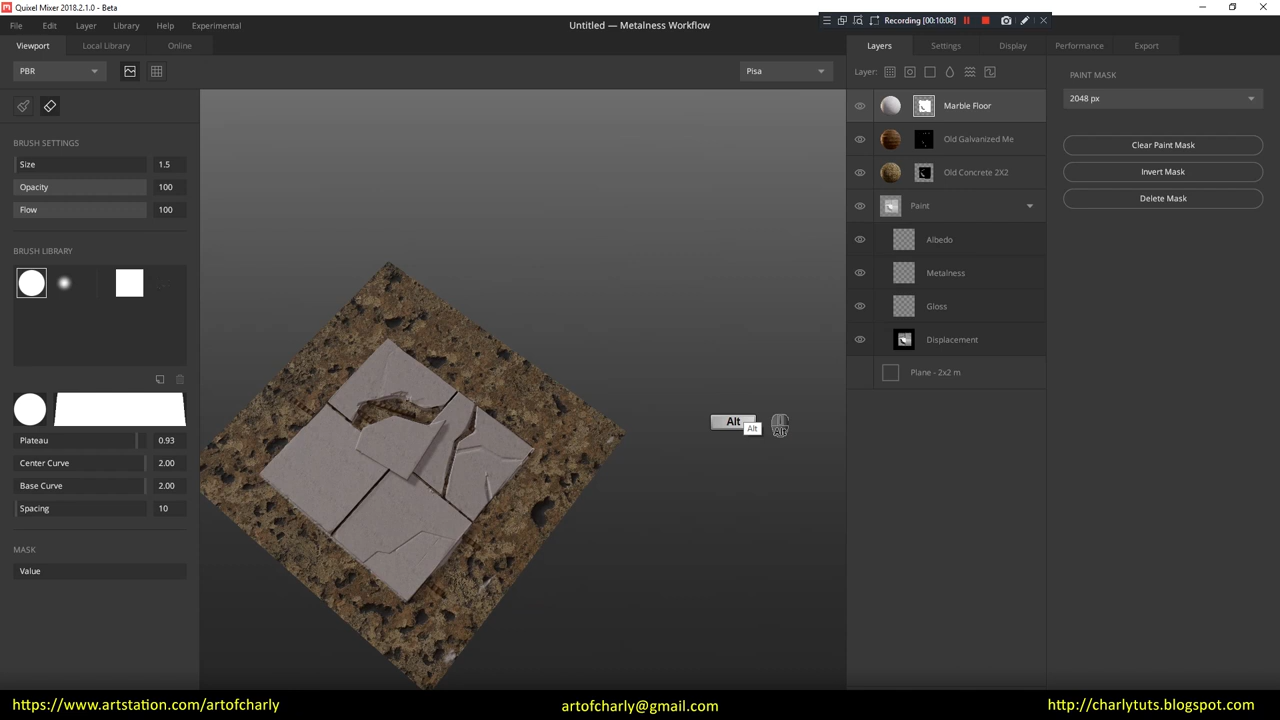 Quixel Mixer 2018.2.1.0 - Beta
File Edit Layer Library Help Experimental
Untitled — Metalness Workflow
Recording [00:10:08]
Viewport Local Library Online
Layers Settings Display Performance Export
PBR
Pisa
Layer:
PAINT MASK
2048 px
Clear Paint Mask
Invert Mask
Delete Mask
BRUSH SETTINGS
Size 1.5
Opacity 100
Flow 100
BRUSH LIBRARY
Plateau 0.93
Center Curve 2.00
Base Curve 2.00
Spacing 10
MASK
Value
Alt
Alt
Alt
Marble Floor
Old Galvanized Me
Old Concrete 2X2
Paint
Albedo
Metalness
Gloss
Displacement
Plane - 2x2 m
https://www.artstation.com/artofcharly
artofcharly@gmail.com
http://charlytuts.blogspot.com